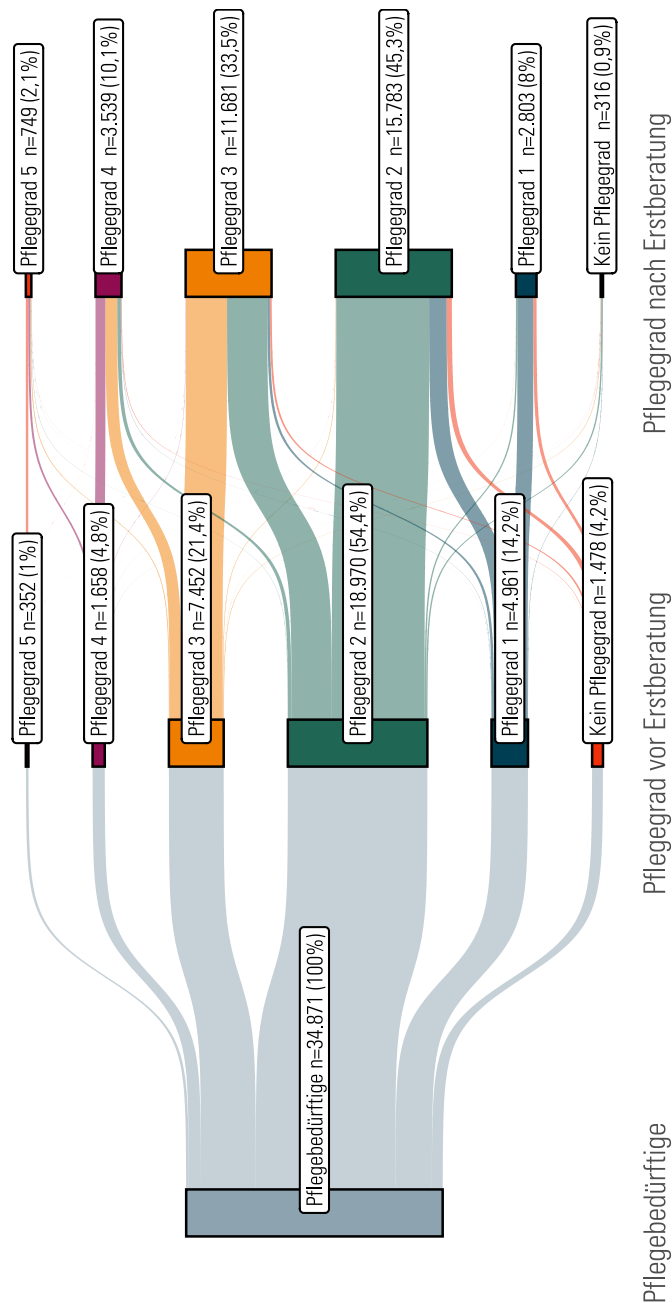 Pflegegrad 5 n=749 (2,1%)
Pflegegrad 4 n=3.539 (10,1%)
Pflegegrad 3 n=11.681 (33,5%)
Pflegegrad 2 n=15.783 (45,3%)
Pflegegrad 1 n=2.803 (8%)
Kein Pflegegrad n=316 (0,9%)
Pflegegrad nach Erstberatung
Pflegegrad 5 n=352 (1%)
Pflegegrad 4 n=1.658 (4,8%)
Pflegegrad 3 n=7.452 (21,4%)
Pflegegrad 2 n=18.970 (54,4%)
Pflegegrad 1 n=4.961 (14,2%)
Kein Pflegegrad n=1.478 (4,2%)
Pflegegrad vor Erstberatung
Pflegebedürftige n=34.871 (100%)
Pflegebedürftige